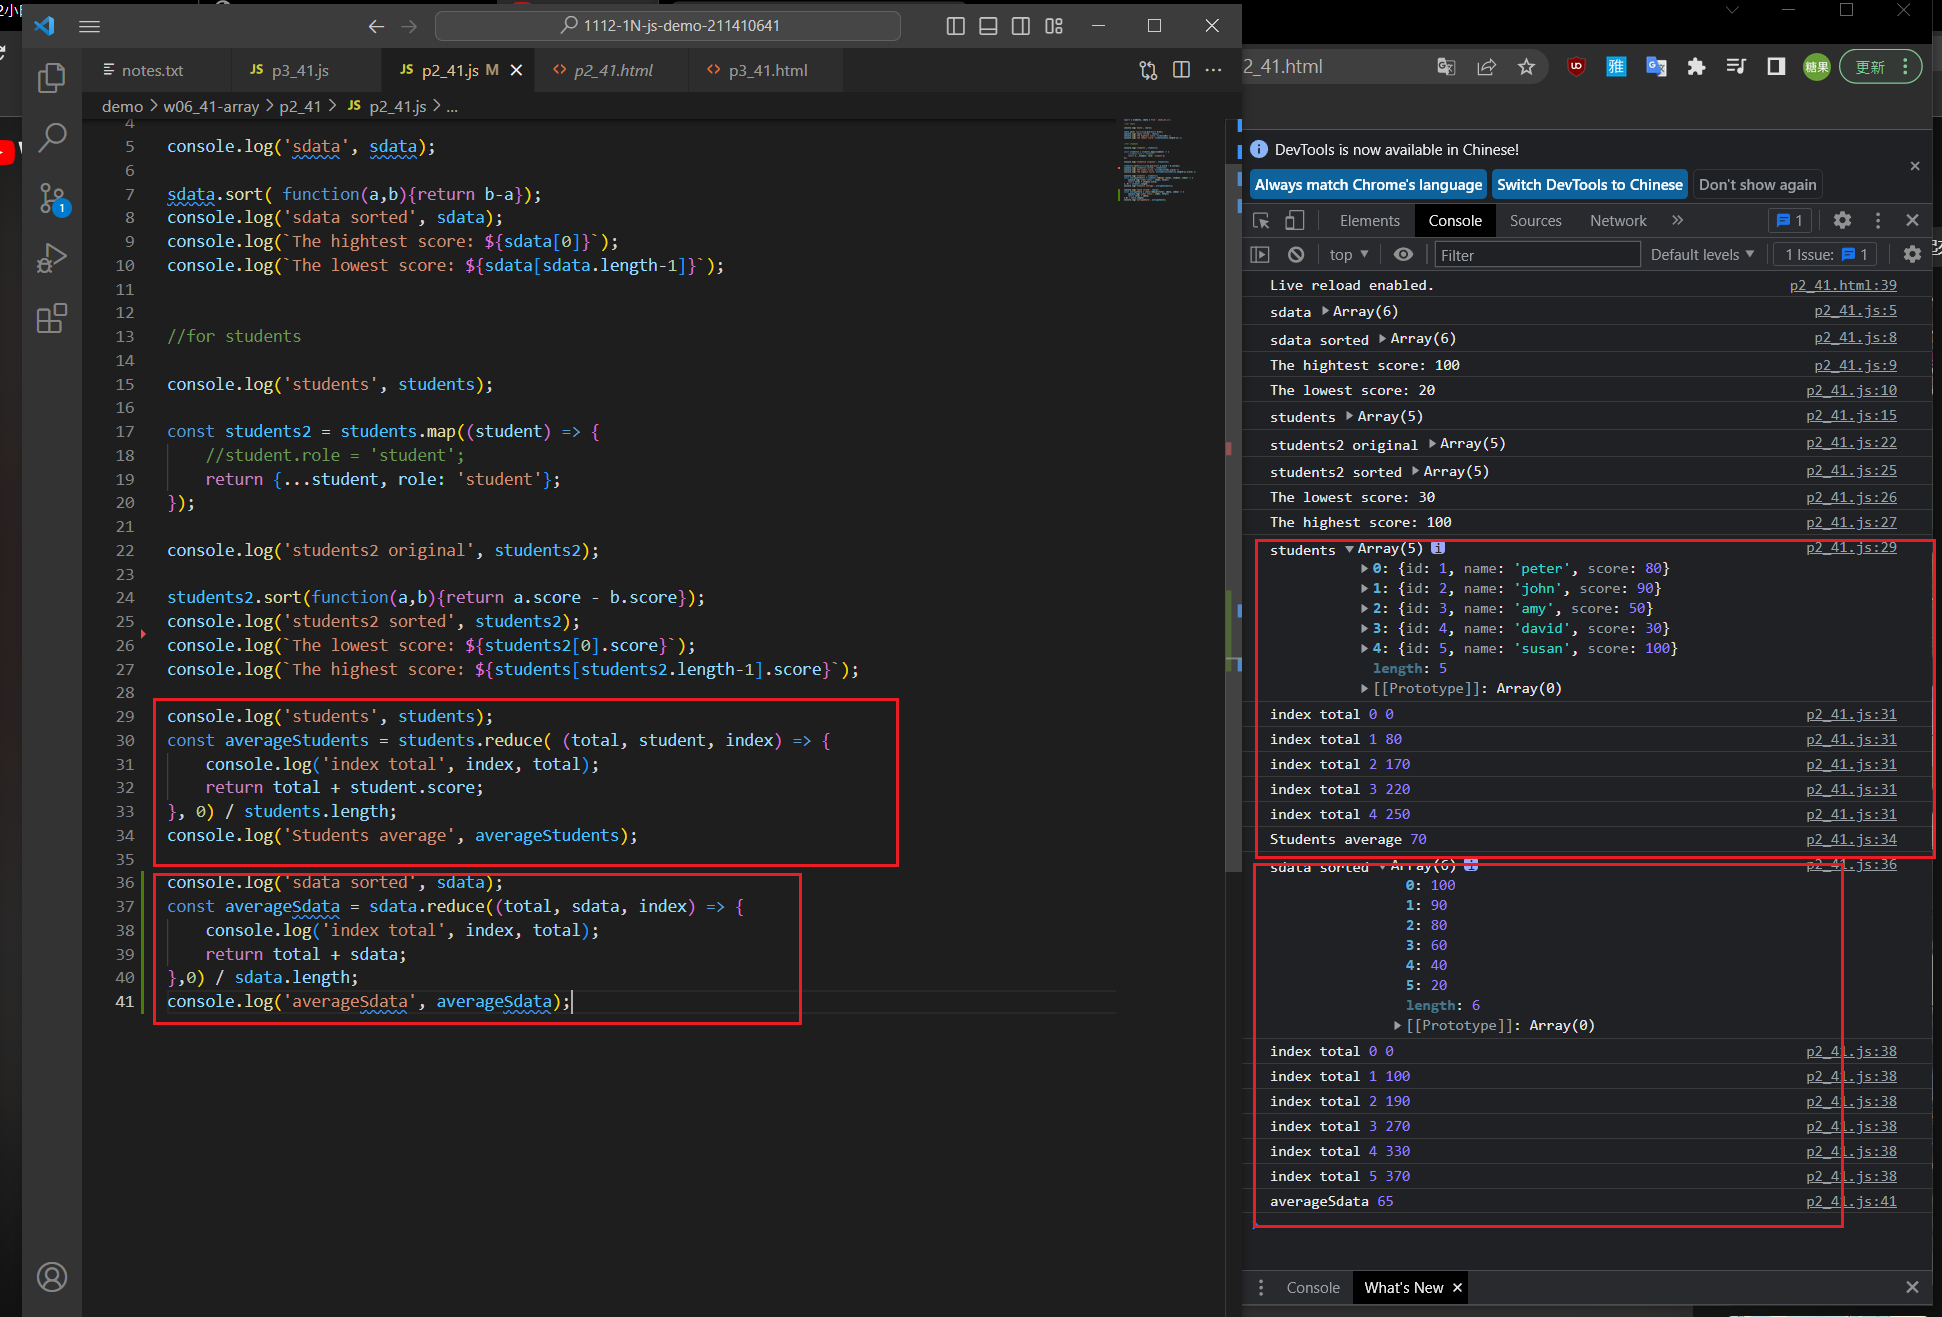 1112-1N-js-demo-211410641
notes.txt
JS p3_41.js
JS p2_41.js M
<> p2_41.html
<> p3_41.html
demo > w06_41-array > p2_41 > JS p2_41.js > ...
4
5 console.log('sdata', sdata);
6
7 sdata.sort( function(a,b){return b-a});
8 console.log('sdata sorted', sdata);
9 console.log(`The hightest score: ${sdata[0]}`);
10 console.log(`The lowest score: ${sdata[sdata.length-1]}`);
11
12
13 //for students
14
15 console.log('students', students);
16
17 const students2 = students.map((student) => {
18 //student.role = 'student';
19 return {...student, role: 'student'};
20 });
21
22 console.log('students2 original', students2);
23
24 students2.sort(function(a,b){return a.score - b.score});
25 console.log('students2 sorted', students2);
26 console.log(`The lowest score: ${students2[0].score}`);
27 console.log(`The highest score: ${students[students2.length-1].score}`);
28
29 console.log('students', students);
30 const averageStudents = students.reduce( (total, student, index) => {
31 console.log('index total', index, total);
32 return total + student.score;
33 }, 0) / students.length;
34 console.log('Students average', averageStudents);
35
36 console.log('sdata sorted', sdata);
37 const averageSdata = sdata.reduce((total, sdata, index) => {
38 console.log('index total', index, total);
39 return total + sdata;
40 },0) / sdata.length;
41 console.log('averageSdata', averageSdata);
1
2_41.html
雅
糖果
更新
DevTools is now available in Chinese!
Always match Chrome's language
Switch DevTools to Chinese
Don't show again
Elements Console Sources Network » 1
top Filter Default levels 1 Issue: 1
Live reload enabled. p2_41.html:39
sdata Array(6) p2_41.js:5
sdata sorted Array(6) p2_41.js:8
The hightest score: 100 p2_41.js:9
The lowest score: 20 p2_41.js:10
students Array(5) p2_41.js:15
students2 original Array(5) p2_41.js:22
students2 sorted Array(5) p2_41.js:25
The lowest score: 30 p2_41.js:26
The highest score: 100 p2_41.js:27
students Array(5) i p2_41.js:29
0: {id: 1, name: 'peter', score: 80}
1: {id: 2, name: 'john', score: 90}
2: {id: 3, name: 'amy', score: 50}
3: {id: 4, name: 'david', score: 30}
4: {id: 5, name: 'susan', score: 100}
length: 5
[[Prototype]]: Array(0)
index total 0 0 p2_41.js:31
index total 1 80 p2_41.js:31
index total 2 170 p2_41.js:31
index total 3 220 p2_41.js:31
index total 4 250 p2_41.js:31
Students average 70 p2_41.js:34
sdata sorted Array(6) i p2_41.js:36
0: 100
1: 90
2: 80
3: 60
4: 40
5: 20
length: 6
[[Prototype]]: Array(0)
index total 0 0 p2_41.js:38
index total 1 100 p2_41.js:38
index total 2 190 p2_41.js:38
index total 3 270 p2_41.js:38
index total 4 330 p2_41.js:38
index total 5 370 p2_41.js:38
averageSdata 65 p2_41.js:41
Console What's New